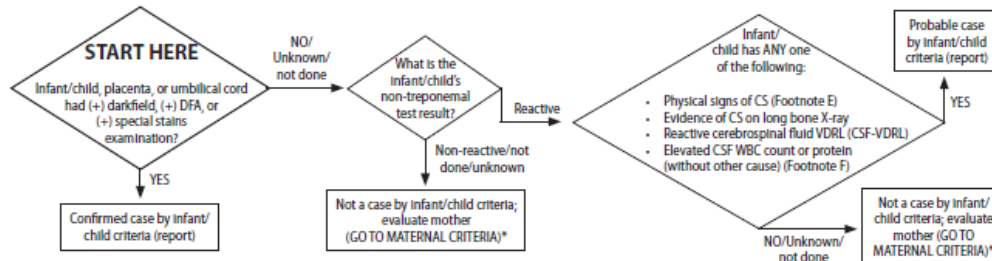 START HERE
Infant/child, placenta, or umbilical cord
had (+) darkfield, (+) DFA, or
(+) special stains
examination?
NO/
Unknown/
not done
YES
Confirmed case by infant/
child criteria (report)
What is the
infant/child's
non-treponemal
test result?
Reactive
Non-reactive/not
done/unknown
Not a case by infant/child criteria;
evaluate mother
(GO TO MATERNAL CRITERIA)*
Infant/
child has ANY one
of the following:
• Physical signs of CS (Footnote E)
• Evidence of CS on long bone X-ray
• Reactive cerebrospinal fluid VDRL (CSF-VDRL)
• Elevated CSF WBC count or protein
(without other cause) (Footnote F)
YES
Probable case
by infant/child
criteria (report)
NO/Unknown/
not done
Not a case by infant/
child criteria; evaluate
mother (GO TO
MATERNAL CRITERIA)*